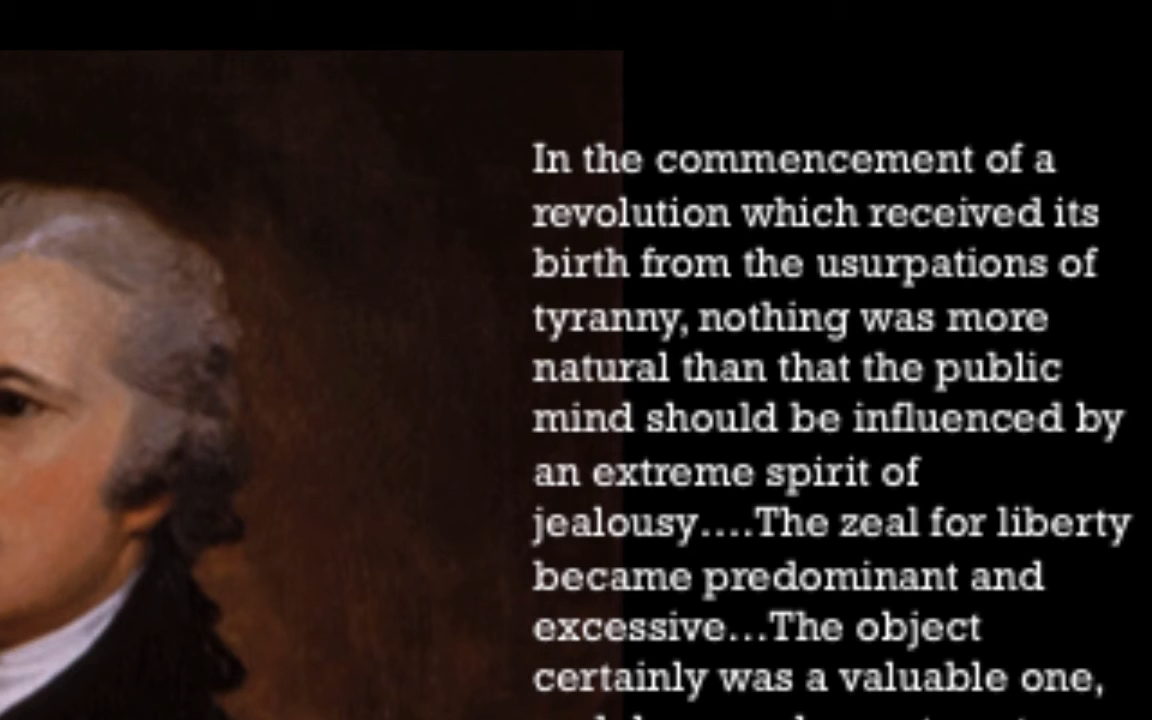 In the commencement of a
revolution which received its
birth from the usurpations of
tyranny, nothing was more
natural than that the public
mind should be influenced by
an extreme spirit of
jealousy....The zeal for liberty
became predominant and
excessive...The object
certainly was a valuable one,